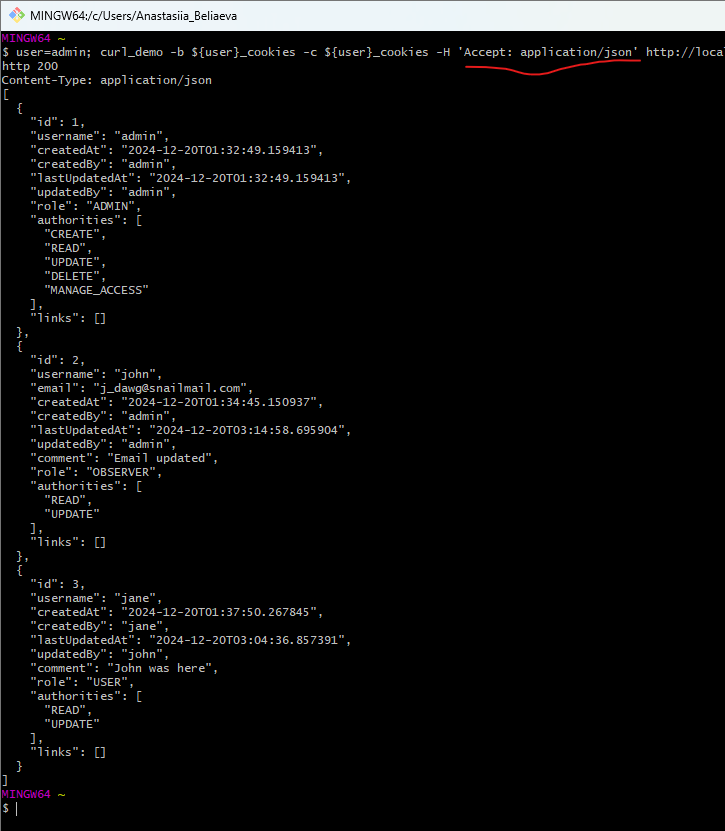 MINGW64:/c/Users/Anastasiia_Beliaeva
MINGW64 ~
$ user=admin; curl_demo -b ${user}_cookies -c ${user}_cookies -H 'Accept: application/json' http://loca
http 200
Content-Type: application/json
[
  {
    "id": 1,
    "username": "admin",
    "createdAt": "2024-12-20T01:32:49.159413",
    "createdBy": "admin",
    "lastUpdatedAt": "2024-12-20T01:32:49.159413",
    "updatedBy": "admin",
    "role": "ADMIN",
    "authorities": [
      "CREATE",
      "READ",
      "UPDATE",
      "DELETE",
      "MANAGE_ACCESS"
    ],
    "links": []
  },
  {
    "id": 2,
    "username": "john",
    "email": "j_dawg@snailmail.com",
    "createdAt": "2024-12-20T01:34:45.150937",
    "createdBy": "admin",
    "lastUpdatedAt": "2024-12-20T03:14:58.695904",
    "updatedBy": "admin",
    "comment": "Email updated",
    "role": "OBSERVER",
    "authorities": [
      "READ",
      "UPDATE"
    ],
    "links": []
  },
  {
    "id": 3,
    "username": "jane",
    "createdAt": "2024-12-20T01:37:50.267845",
    "createdBy": "jane",
    "lastUpdatedAt": "2024-12-20T03:04:36.857391",
    "updatedBy": "john",
    "comment": "John was here",
    "role": "USER",
    "authorities": [
      "READ",
      "UPDATE"
    ],
    "links": []
  }
]
MINGW64 ~
$